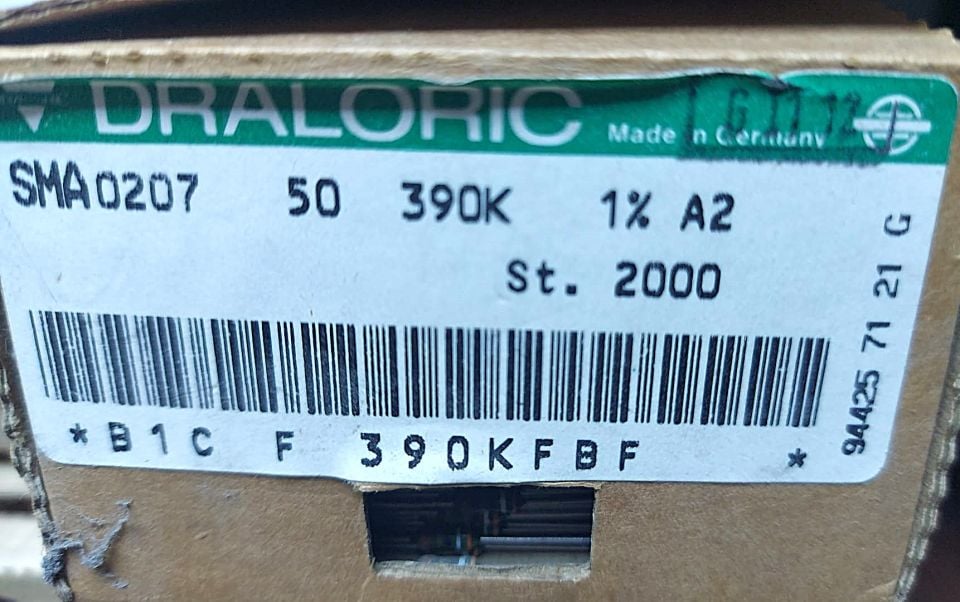 DRALORIC Made in Germany
SMA0207 50 390K 1% A2
St. 2000
*B1C F 390KFBF *
94425 71 21 G